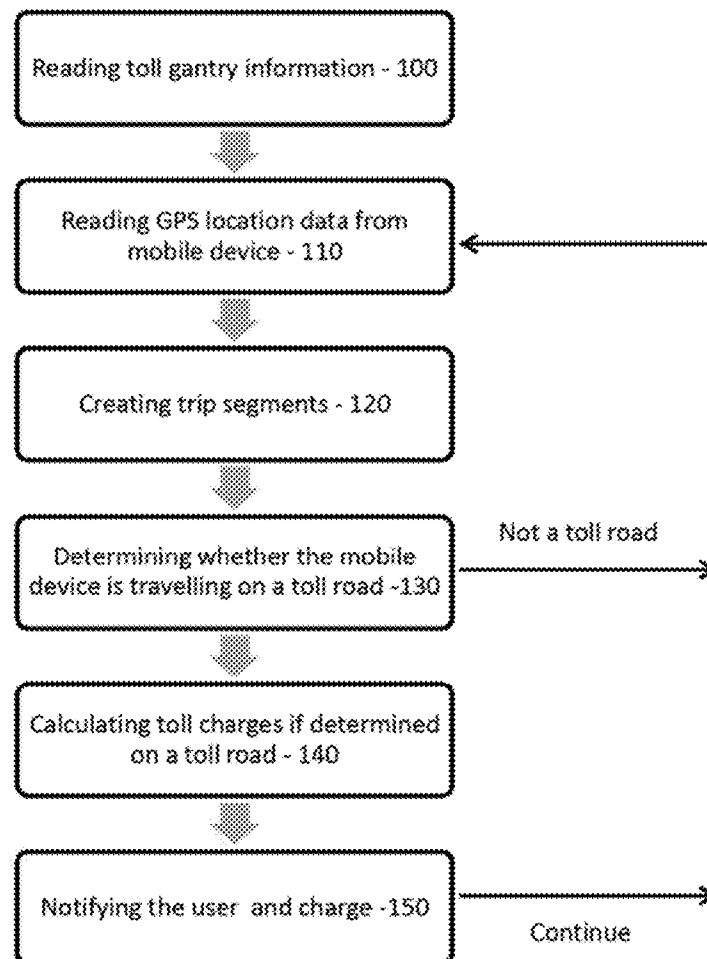 Reading toll gantry information - 100
Reading GPS location data from
mobile device - 110
Creating trip segments - 120
Determining whether the mobile
device is travelling on a toll road -130
Not a toll road
Calculating toll charges if determined
on a toll road - 140
Notifying the user and charge -150
Continue